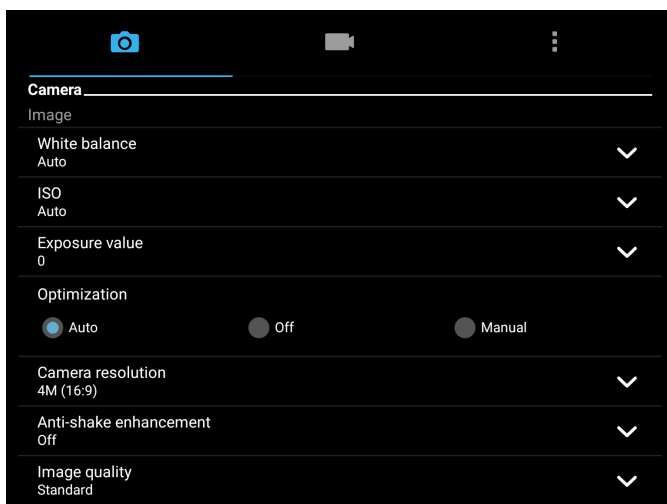 Camera
Image
White balance
Auto
ISO
Auto
Exposure value
0
Optimization
Auto Off Manual
Camera resolution
4M (16:9)
Anti-shake enhancement
Off
Image quality
Standard